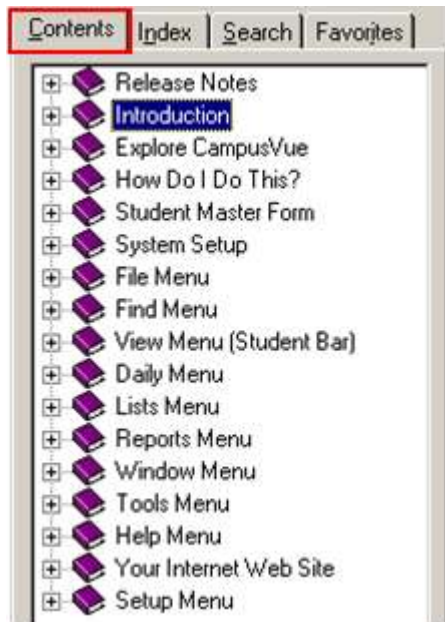 Contents Index Search Favorites
Release Notes
Introduction
Explore CampusVue
How Do I Do This?
Student Master Form
System Setup
File Menu
Find Menu
View Menu (Student Bar)
Daily Menu
Lists Menu
Reports Menu
Window Menu
Tools Menu
Help Menu
Your Internet Web Site
Setup Menu